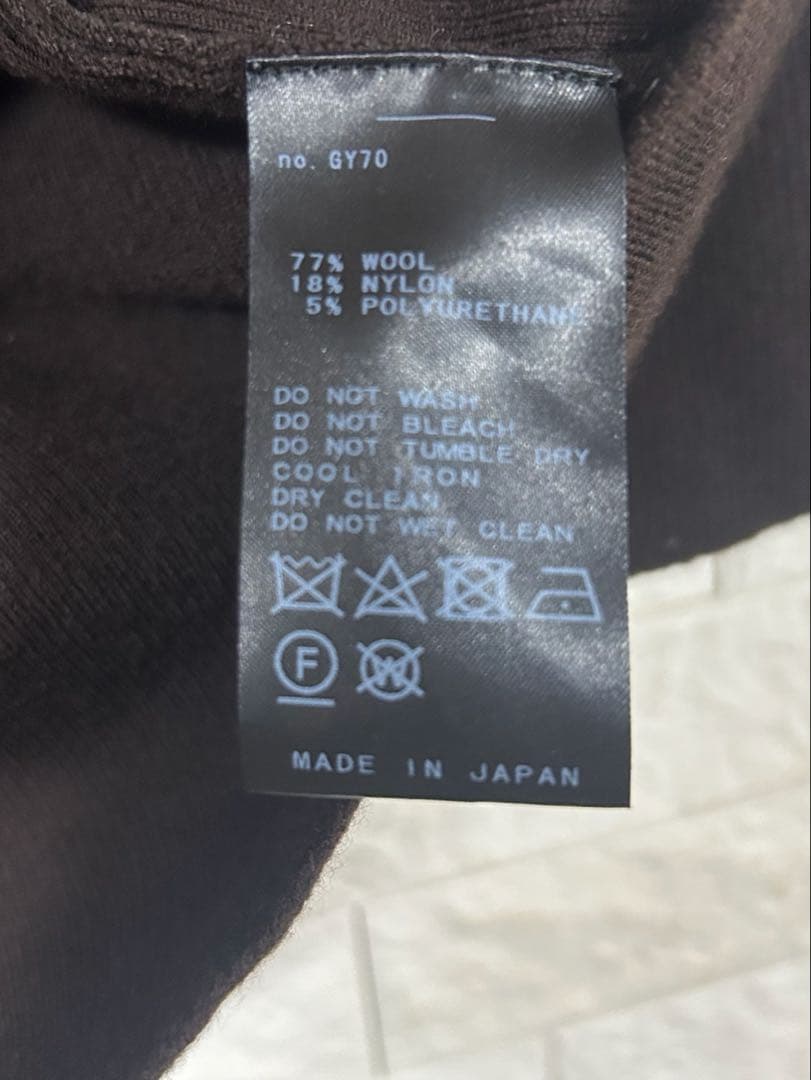 no. GY70
77% WOOL
18% NYLON
5% POLYURETHANE
DO NOT WASH
DO NOT BLEACH
DO NOT TUMBLE DRY
COOL IRON
DRY CLEAN
DO NOT WET CLEAN
F W
MADE IN JAPAN